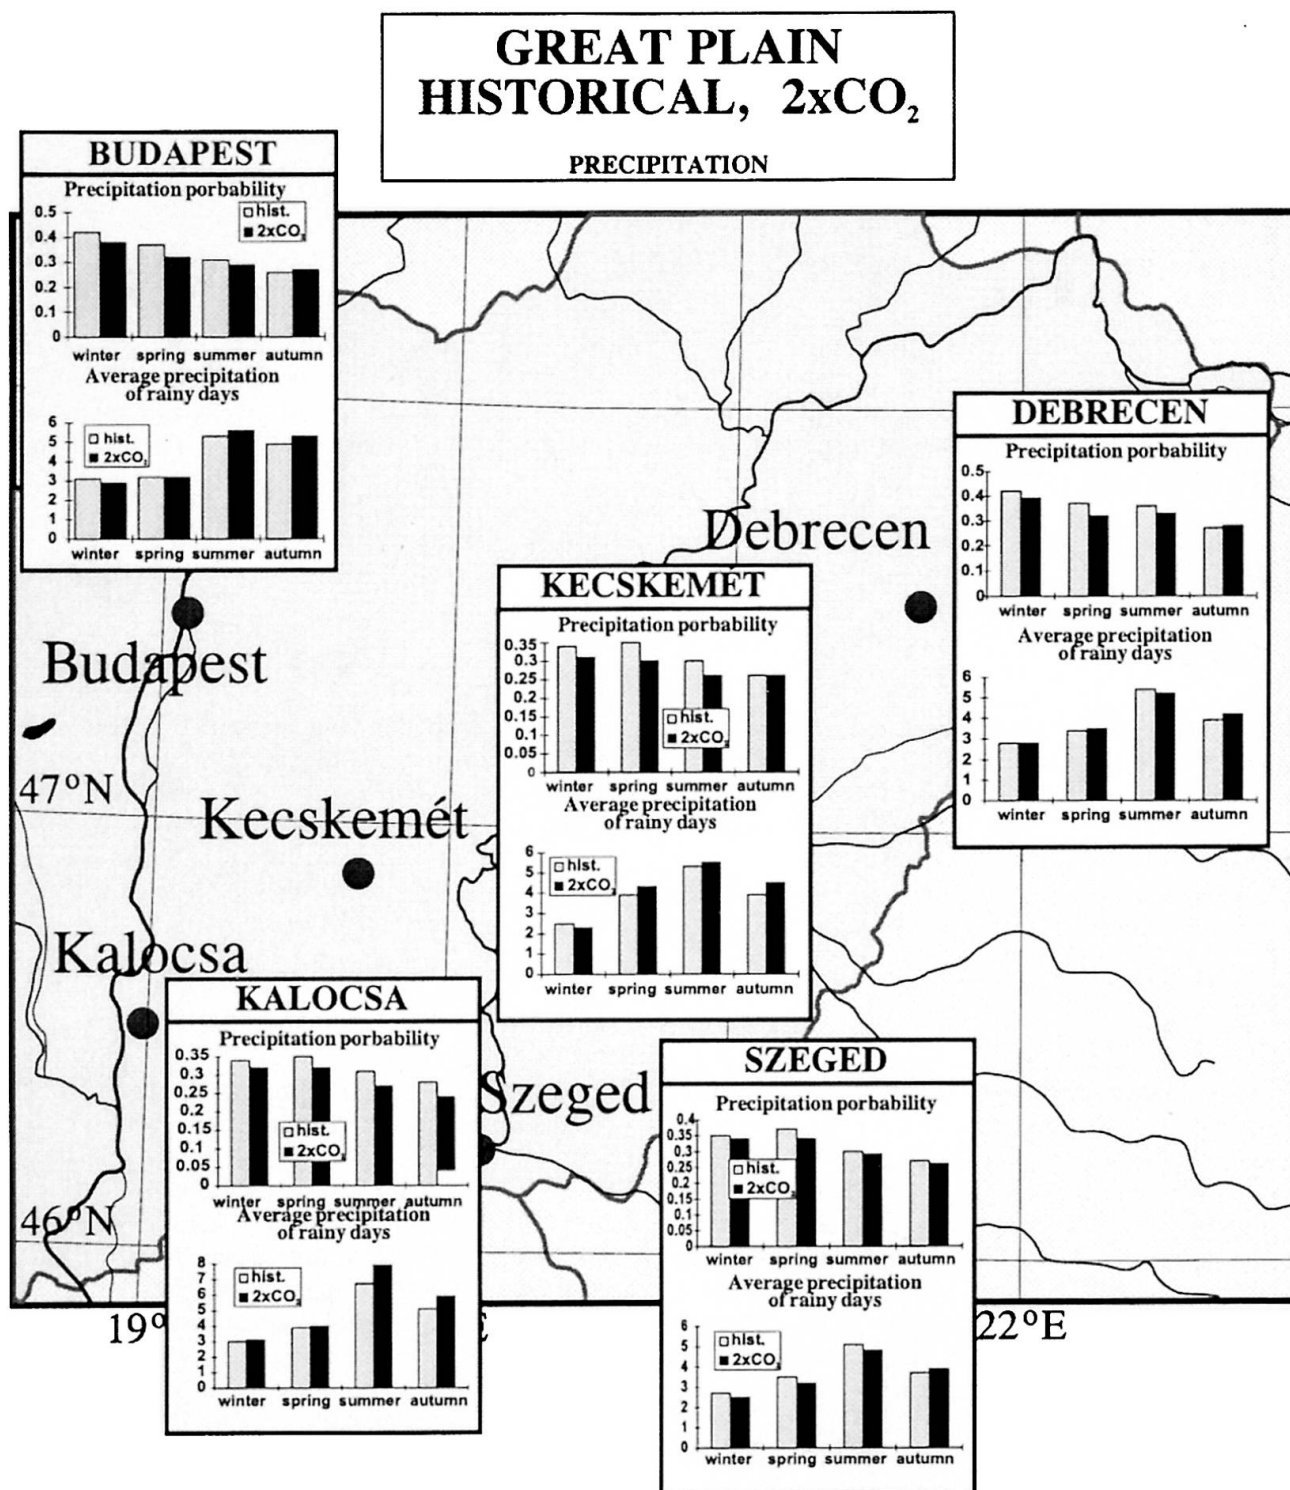 GREAT PLAIN
HISTORICAL, 2xCO₂
PRECIPITATION
BUDAPEST
Precipitation porbability
0.5
0.4
0.3
0.2
0.1
0
hist.
2xCO₂
winter spring summer autumn
Average precipitation
of rainy days
6
5
4
3
2
1
0
hist.
2xCO₂
winter spring summer autumn
DEBRECEN
Precipitation porbability
0.5
0.4
0.3
0.2
0.1
0
winter spring summer autumn
Average precipitation
of rainy days
6
5
4
3
2
1
0
winter spring summer autumn
Debrecen
KECSKEMÉT
Precipitation porbability
0.35
0.3
0.25
0.2
0.15
0.1
0.05
0
hist.
2xCO₂
winter spring summer autumn
Average precipitation
of rainy days
6
5
4
3
2
1
0
hist.
2xCO₂
winter spring summer autumn
Budapest
47°N
Kecskemét
Kalocsa
KALOCSA
Precipitation porbability
0.35
0.3
0.25
0.2
0.15
0.1
0.05
0
hist.
2xCO₂
winter spring summer autumn
Average precipitation
of rainy days
8
7
6
5
4
3
2
1
0
hist.
2xCO₂
winter spring summer autumn
Szeged
SZEGED
Precipitation porbability
0.4
0.35
0.3
0.25
0.2
0.15
0.1
0.05
0
hist.
2xCO₂
winter spring summer autumn
Average precipitation
of rainy days
6
5
4
3
2
1
0
hist.
2xCO₂
winter spring summer autumn
46°N
19°
E
22°E